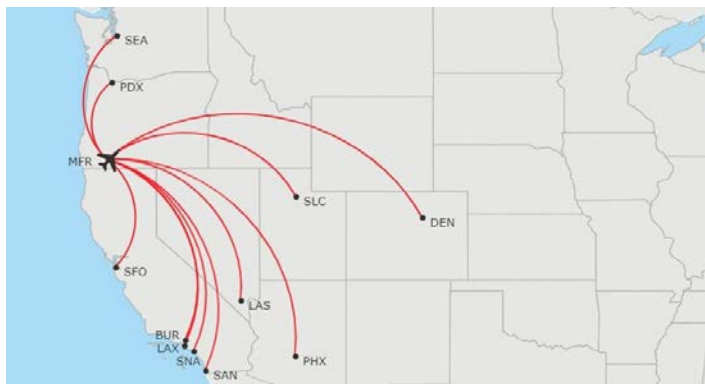 SEA
PDX
MFR
SLC
DEN
SFO
LAS
BUR
LAX
SNA
PHX
SAN